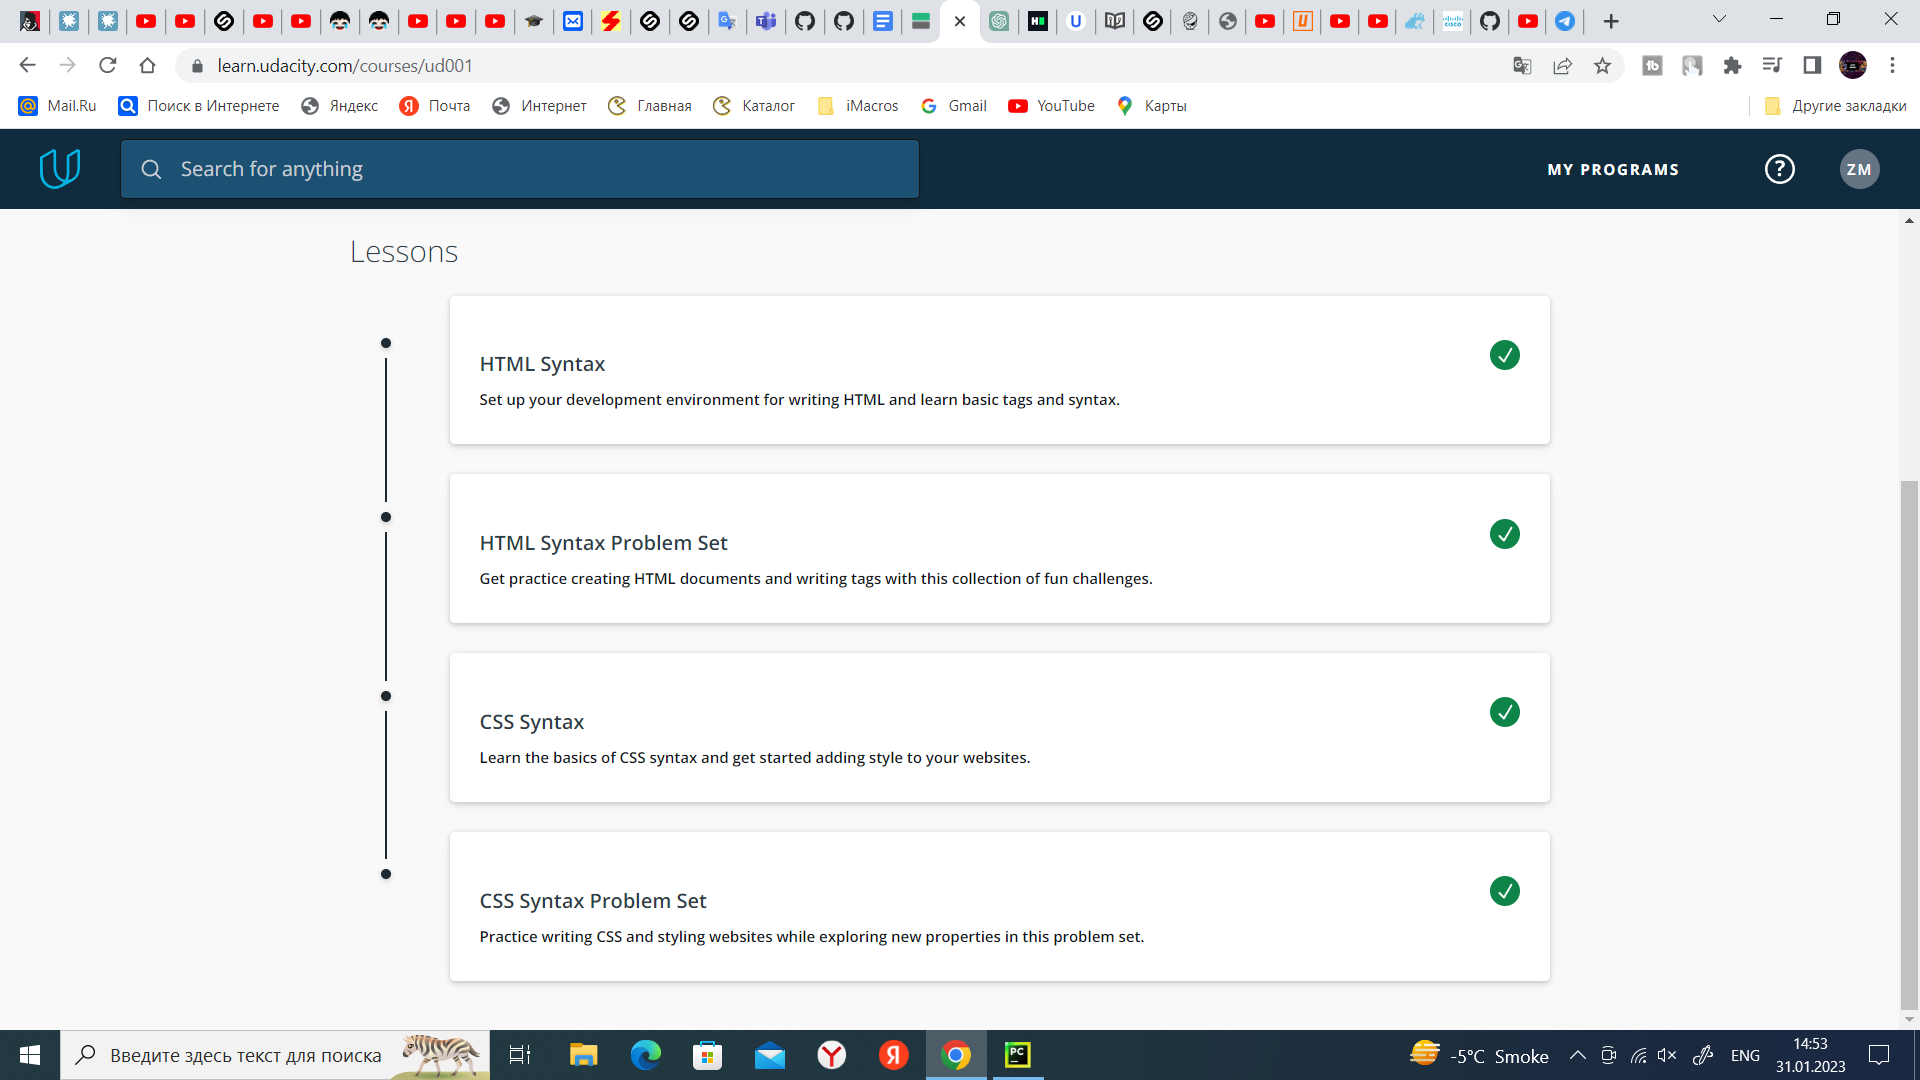 learn.udacity.com/courses/ud001
Mail.Ru
Поиск в Интернете
Яндекс
Почта
Интернет
Главная
Каталог
iMacros
Gmail
YouTube
Карты
Другие закладки
Search for anything
MY PROGRAMS
?
ZM
Lessons
HTML Syntax
Set up your development environment for writing HTML and learn basic tags and syntax.
HTML Syntax Problem Set
Get practice creating HTML documents and writing tags with this collection of fun challenges.
CSS Syntax
Learn the basics of CSS syntax and get started adding style to your websites.
CSS Syntax Problem Set
Practice writing CSS and styling websites while exploring new properties in this problem set.
Введите здесь текст для поиска
PC
-5°C Smoke
ENG
14:53
31.01.2023